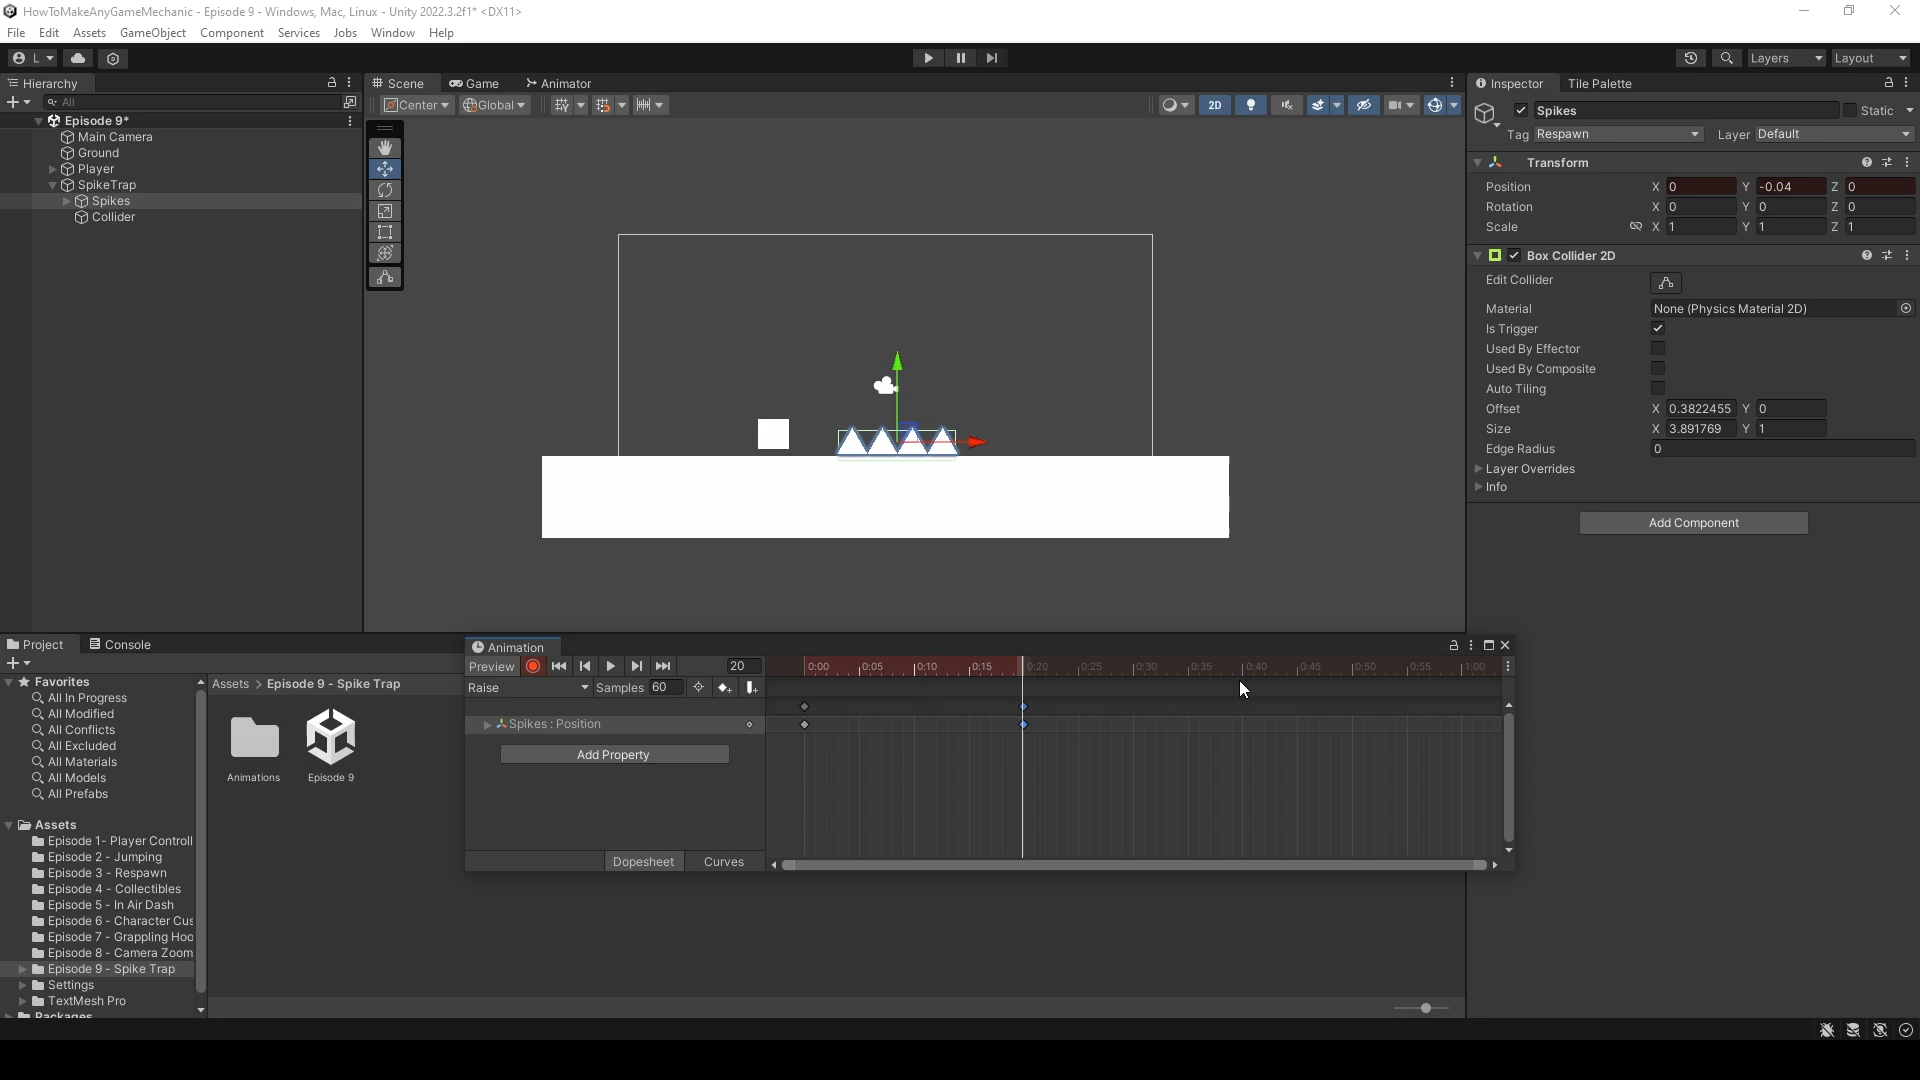 HowToMakeAnyGameMechanic - Episode 9 - Windows, Mac, Linux - Unity 2022.3.2f1* <DX11>
File Edit Assets GameObject Component Services Jobs Window Help
L Layers Layout
Hierarchy
All
Episode 9*
Main Camera
Ground
Player
SpikeTrap
Spikes
Collider
Scene Game Animator
Center Global 2D
Inspector Tile Palette
Spikes Static
Tag Respawn Layer Default
Transform
Position X 0 Y -0.04 Z 0
Rotation X 0 Y 0 Z 0
Scale X 1 Y 1 Z 1
Box Collider 2D
Edit Collider
Material None (Physics Material 2D)
Is Trigger
Used By Effector
Used By Composite
Auto Tiling
Offset X 0.3822455 Y 0
Size X 3.891769 Y 1
Edge Radius 0
Layer Overrides
Info
Add Component
Project Console
Favorites
All In Progress
All Modified
All Conflicts
All Excluded
All Materials
All Models
All Prefabs
Assets
Episode 1- Player Controll
Episode 2 - Jumping
Episode 3 - Respawn
Episode 4 - Collectibles
Episode 5 - In Air Dash
Episode 6 - Character Cus
Episode 7 - Grappling Hoo
Episode 8 - Camera Zoom
Episode 9 - Spike Trap
Settings
TextMesh Pro
Packages
Assets > Episode 9 - Spike Trap
Animations Episode 9
Animation
Preview 20 0:00 0:05 0:10 0:15 0:20 0:25 0:30 0:35 0:40 0:45 0:50 0:55 1:00
Raise Samples 60
Spikes : Position
Add Property
Dopesheet Curves